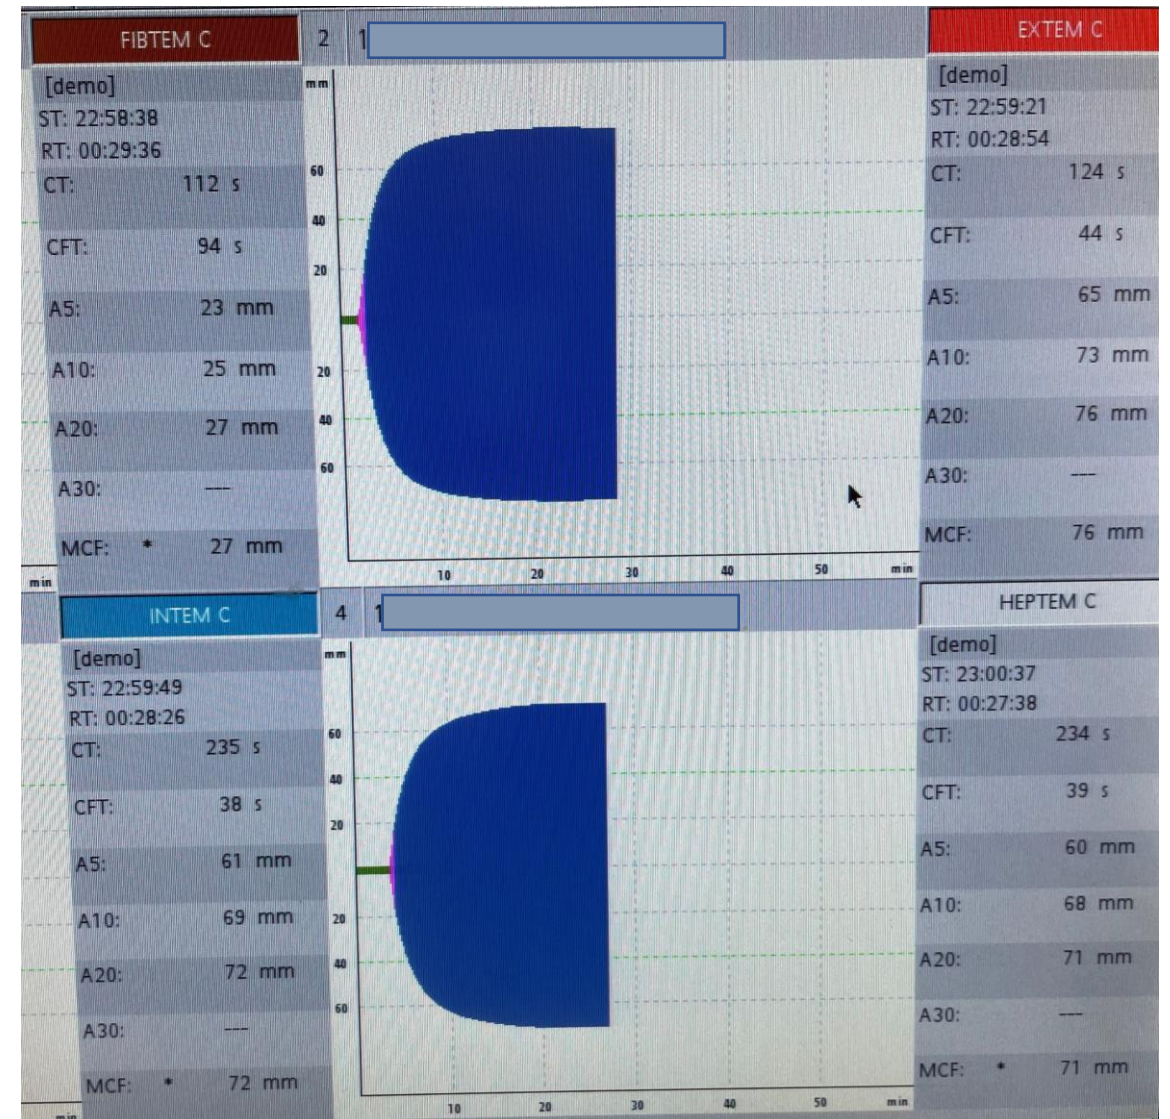 FIBTEM C
[demo]
ST: 22:58:38
RT: 00:29:36
CT: 112 s
CFT: 94 s
A5: 23 mm
A10: 25 mm
A20: 27 mm
A30: ---
MCF: * 27 mm
min
2 1
mm
60
40
20
20
40
60
10 20 30 40 50 min
EXTEM C
[demo]
ST: 22:59:21
RT: 00:28:54
CT: 124 s
CFT: 44 s
A5: 65 mm
A10: 73 mm
A20: 76 mm
A30: ---
MCF: 76 mm
INTEM C
[demo]
ST: 22:59:49
RT: 00:28:26
CT: 235 s
CFT: 38 s
A5: 61 mm
A10: 69 mm
A20: 72 mm
A30: ---
MCF: * 72 mm
min
4 1
mm
60
40
20
20
40
60
10 20 30 40 50 min
HEPTEM C
[demo]
ST: 23:00:37
RT: 00:27:38
CT: 234 s
CFT: 39 s
A5: 60 mm
A10: 68 mm
A20: 71 mm
A30: ---
MCF: * 71 mm